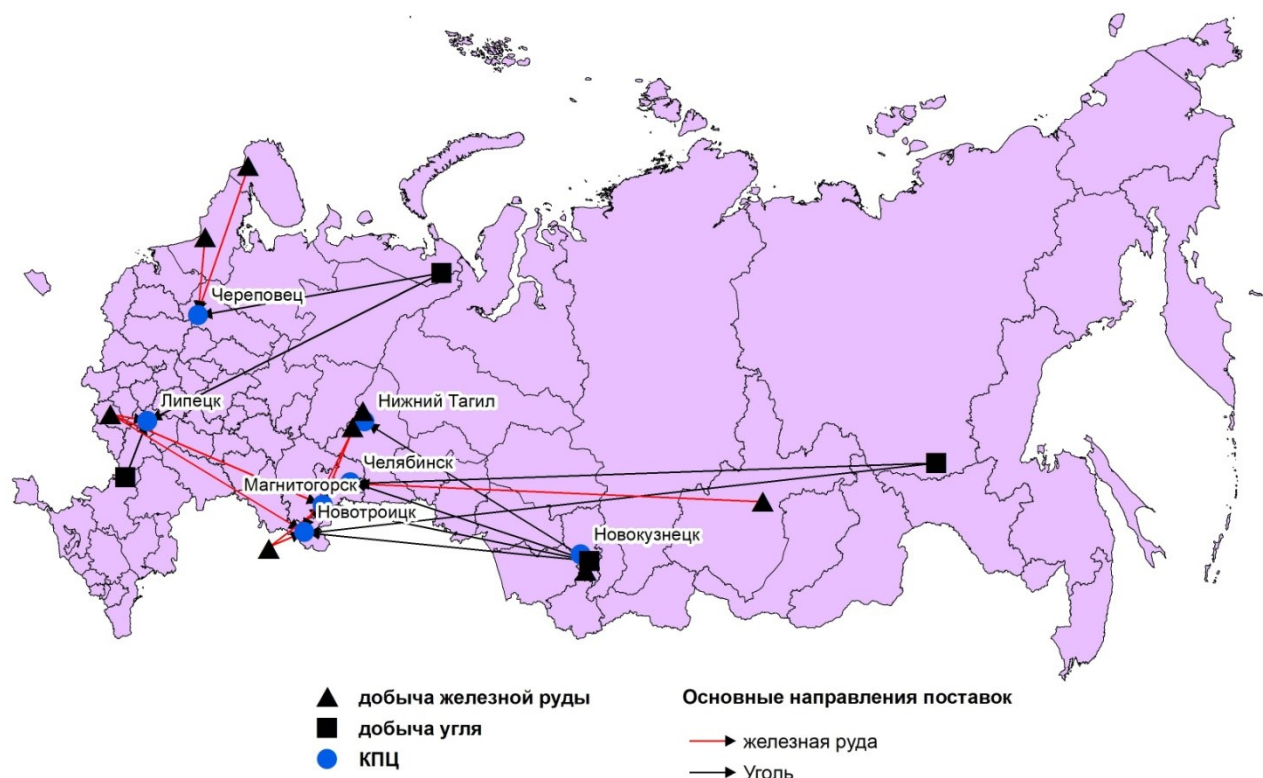 Череповец
Липецк
Нижний Тагил
Челябинск
Магнитогорск
Новотроицк
Новокузнецк
добыча железной руды
добыча угля
КПЦ
Основные направления поставок
железная руда
Уголь